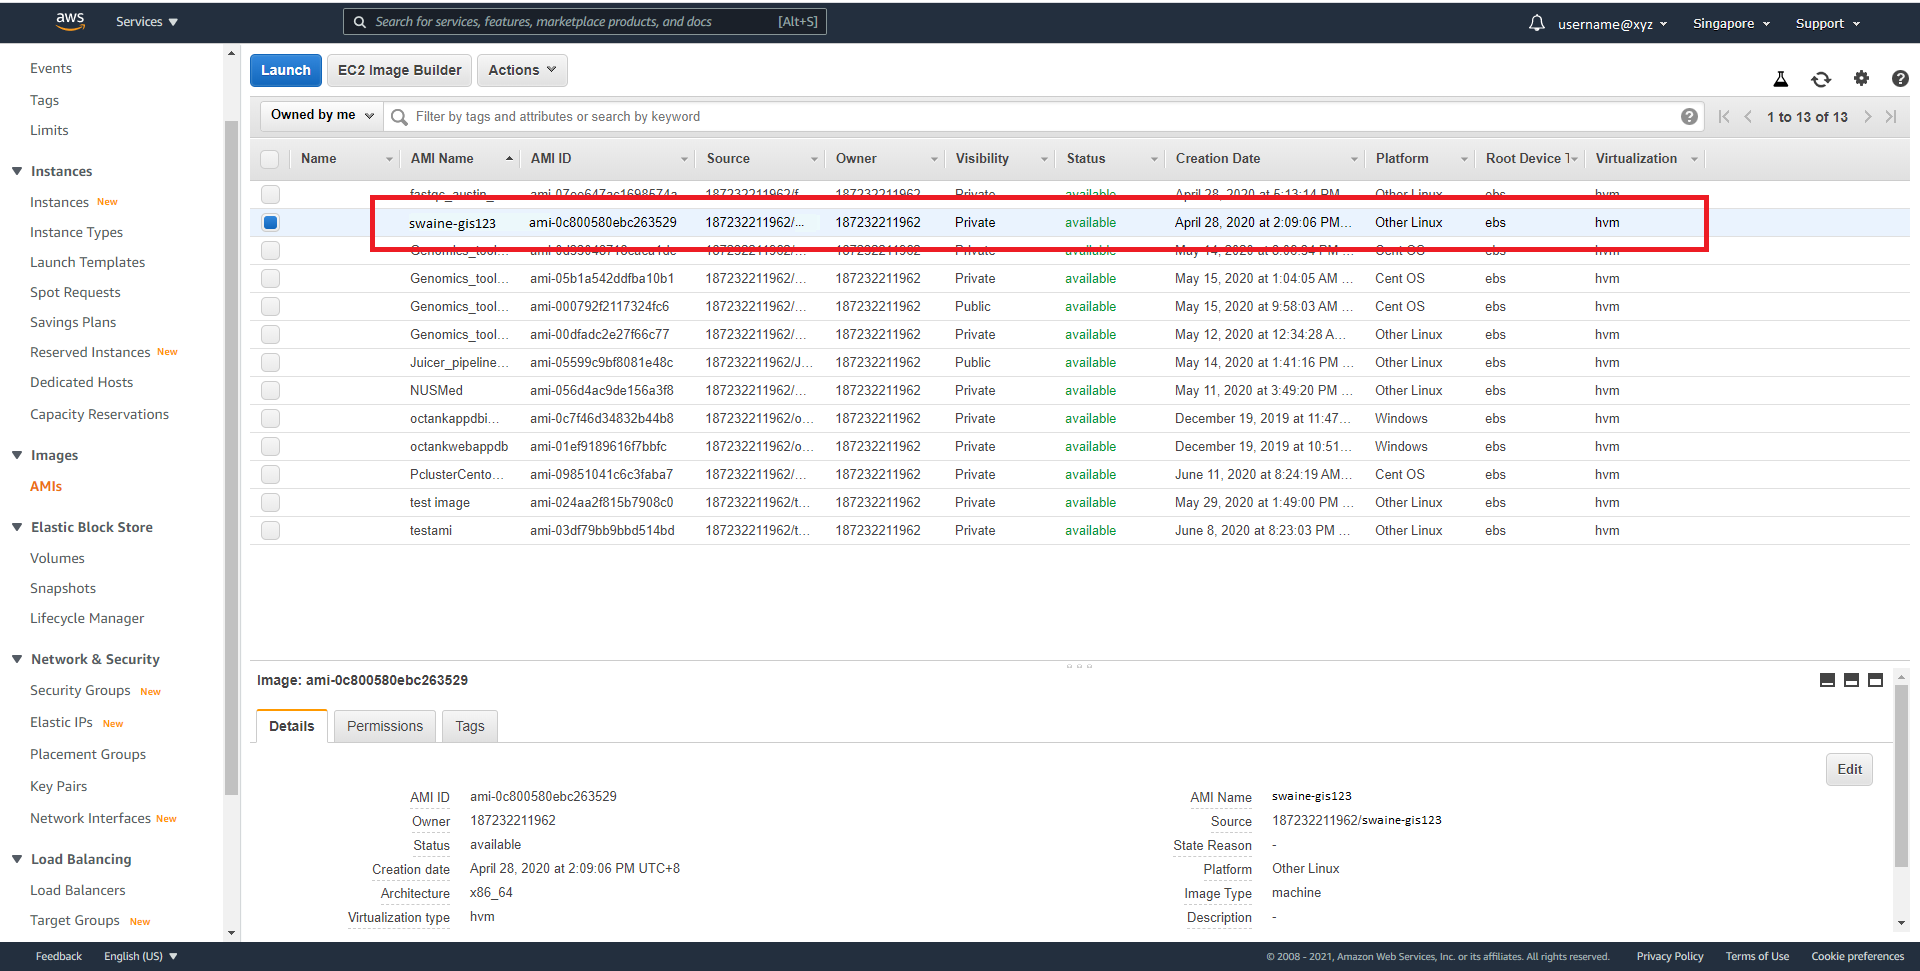 aws Services Search for services, features, marketplace products, and docs [Alt+S] username@xyz Singapore Support
Events
Tags
Limits
Instances
Instances New
Instance Types
Launch Templates
Spot Requests
Savings Plans
Reserved Instances New
Dedicated Hosts
Capacity Reservations
Images
AMIs
Elastic Block Store
Volumes
Snapshots
Lifecycle Manager
Network & Security
Security Groups New
Elastic IPs New
Placement Groups
Key Pairs
Network Interfaces New
Load Balancing
Load Balancers
Target Groups New
Launch EC2 Image Builder Actions
Owned by me Filter by tags and attributes or search by keyword 1 to 13 of 13
Name AMI Name AMI ID Source Owner Visibility Status Creation Date Platform Root Device T Virtualization
fastqc_austin_ ami-07ee647ac1698574a 187232211962/f... 187232211962 Private available April 28, 2020 at 5:13:14 PM... Other Linux ebs hvm
swaine-gis123 ami-0c800580ebc263529 187232211962/... 187232211962 Private available April 28, 2020 at 2:09:06 PM... Other Linux ebs hvm
Genomics_tool... 187232211962/... 187232211962 Private available May 14, 2020 Cent OS ebs hvm
Genomics_tool... ami-05b1a542ddfba10b1 187232211962/... 187232211962 Private available May 15, 2020 at 1:04:05 AM ... Cent OS ebs hvm
Genomics_tool... ami-000792f2117324fc6 187232211962/... 187232211962 Public available May 15, 2020 at 9:58:03 AM ... Cent OS ebs hvm
Genomics_tool... ami-00dfadc2e27f66c77 187232211962/... 187232211962 Private available May 12, 2020 at 12:34:28 A... Other Linux ebs hvm
Juicer_pipeline... ami-05599c9bf8081e48c 187232211962/J... 187232211962 Public available May 14, 2020 at 1:41:16 PM ... Other Linux ebs hvm
NUSMed ami-056d4ac9de156a3f8 187232211962/... 187232211962 Private available May 11, 2020 at 3:49:20 PM ... Other Linux ebs hvm
octankappdbi... ami-0c7f46d34832b44b8 187232211962/o... 187232211962 Private available December 19, 2019 at 11:47... Windows ebs hvm
octankwebappdb ami-01ef9189616f7bbfc 187232211962/o... 187232211962 Private available December 19, 2019 at 10:51... Windows ebs hvm
PclusterCento... ami-09851041c6c3faba7 187232211962/... 187232211962 Private available June 11, 2020 at 8:24:19 AM... Cent OS ebs hvm
test image ami-024aa2f815b7908c0 187232211962/t... 187232211962 Private available May 29, 2020 at 1:49:00 PM ... Other Linux ebs hvm
testami ami-03df79bb9bbd514bd 187232211962/t... 187232211962 Private available June 8, 2020 at 8:23:03 PM ... Other Linux ebs hvm
Image: ami-0c800580ebc263529
Details Permissions Tags
Edit
AMI ID ami-0c800580ebc263529 AMI Name swaine-gis123
Owner 187232211962 Source 187232211962/swaine-gis123
Status available State Reason -
Creation date April 28, 2020 at 2:09:06 PM UTC+8 Platform Other Linux
Architecture x86_64 Image Type machine
Virtualization type hvm Description -
Feedback English (US) © 2008 - 2021, Amazon Web Services, Inc. or its affiliates. All rights reserved. Privacy Policy Terms of Use Cookie preferences